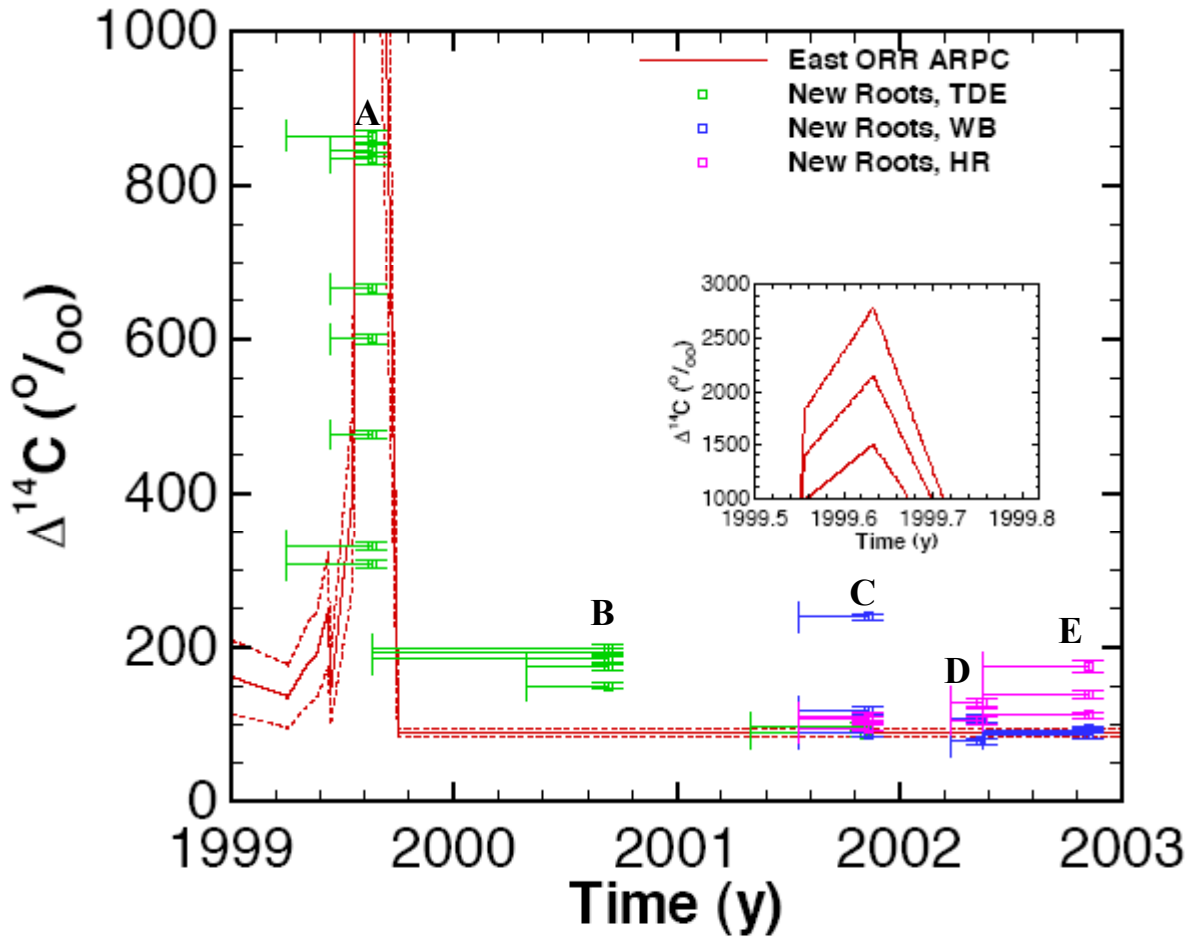 1000
800
600
400
200
0
Δ¹⁴C (º/ₒₒ)
1999 2000 2001 2002 2003
Time (y)
East ORR ARPC
New Roots, TDE
New Roots, WB
New Roots, HR
A
B
C
D
E
3000
2500
2000
1500
1000
Δ¹⁴C (º/ₒₒ)
1999.5 1999.6 1999.7 1999.8
Time (y)